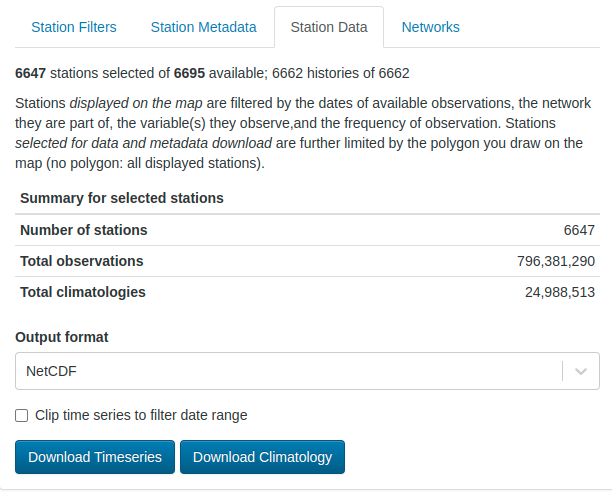 Station Filters Station Metadata Station Data Networks
6647 stations selected of 6695 available; 6662 histories of 6662
Stations displayed on the map are filtered by the dates of available observations, the network
they are part of, the variable(s) they observe,and the frequency of observation. Stations
selected for data and metadata download are further limited by the polygon you draw on the
map (no polygon: all displayed stations).
Summary for selected stations
Number of stations 6647
Total observations 796,381,290
Total climatologies 24,988,513
Output format
NetCDF
Clip time series to filter date range
Download Timeseries Download Climatology